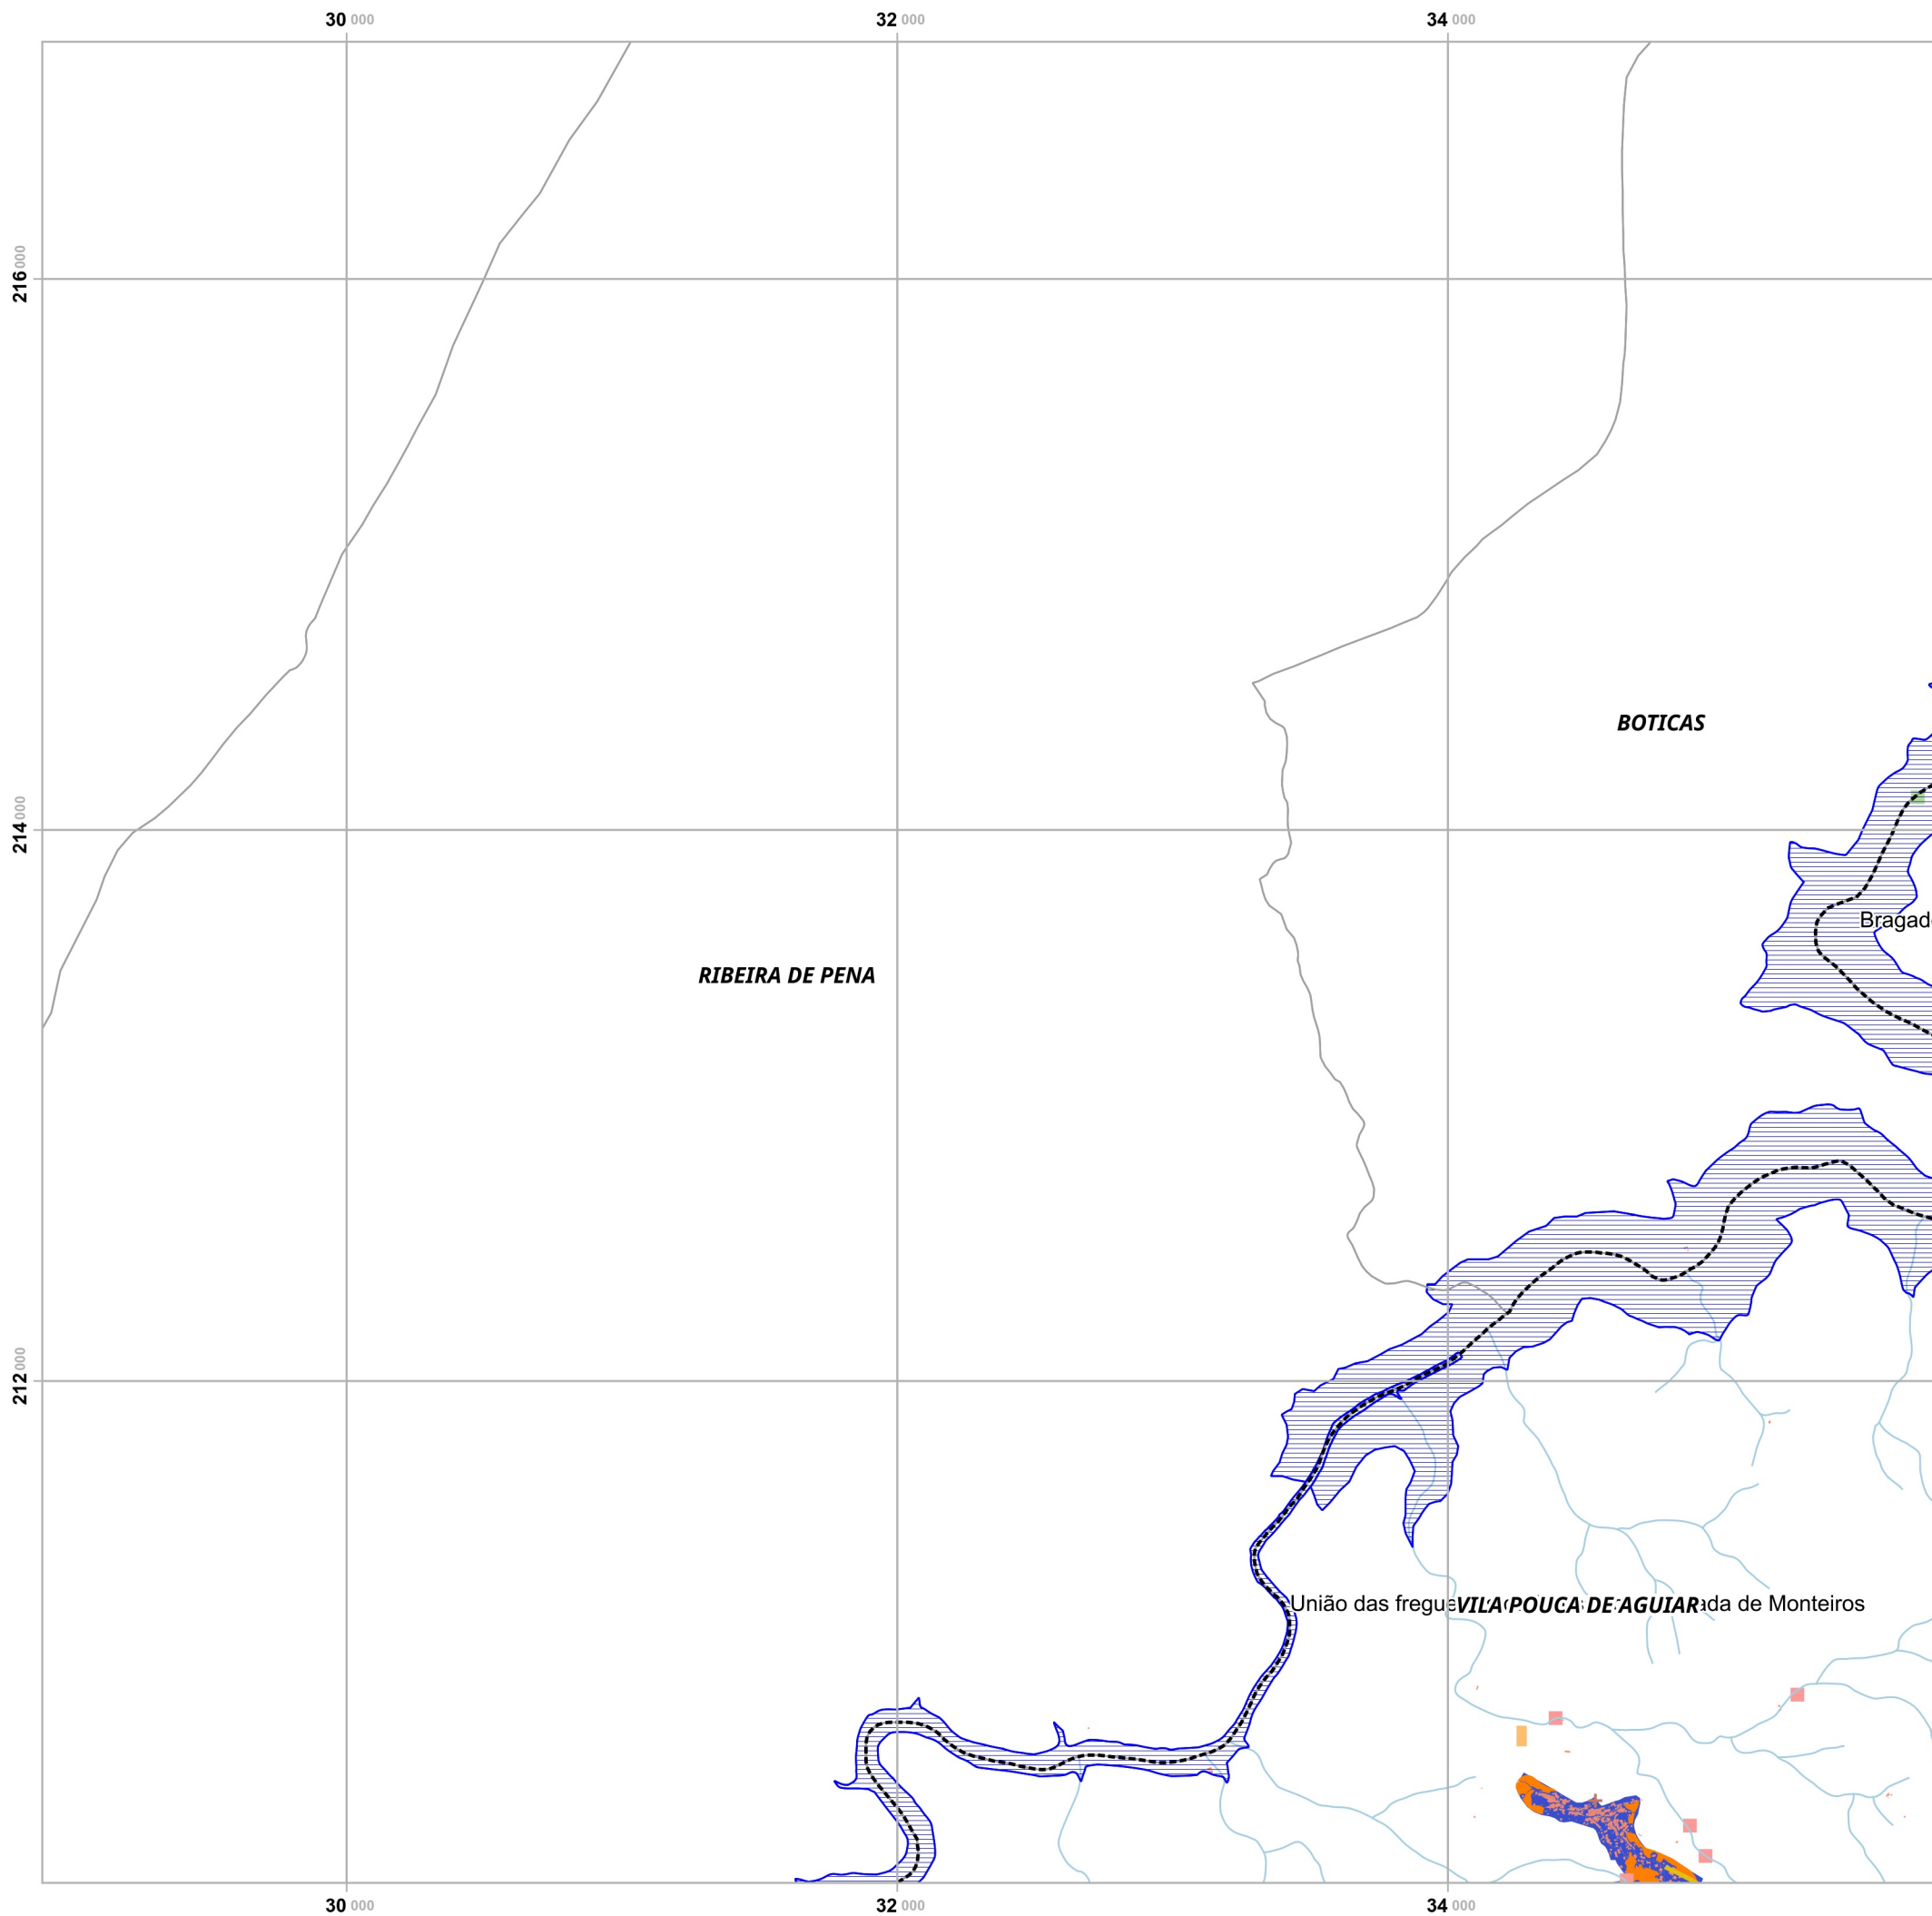 30 000 32 000 34 000
216 000
BOTICAS
214 000
Bragad
RIBEIRA DE PENA
212 000
União das fregue
VILA POUCA DE AGUIAR
da de Monteiros
30 000 32 000 34 000